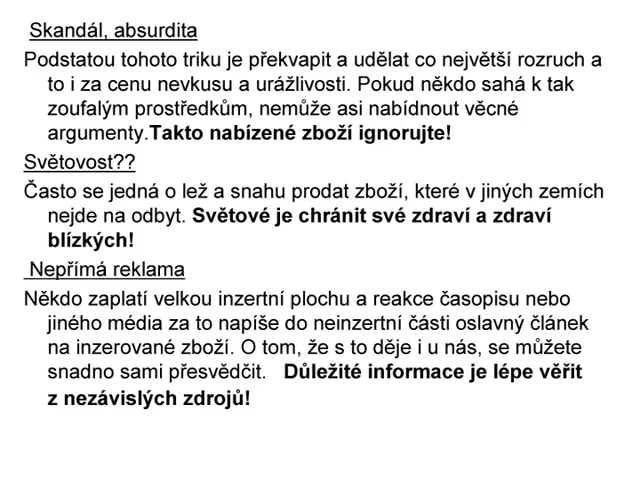 Skandál, absurdita
Podstatou tohoto triku je překvapit a udělat co největší rozruch a
to i za cenu nevkusu a urážlivosti. Pokud někdo sahá k tak
zoufalým prostředkům, nemůže asi nabídnout věcné
argumenty.Takto nabízené zboží ignorujte!
Světovost??
Často se jedná o lež a snahu prodat zboží, které v jiných zemích
nejde na odbyt. Světové je chránit své zdraví a zdraví
blízkých!
Nepřímá reklama
Někdo zaplatí velkou inzertní plochu a reakce časopisu nebo
jiného média za to napíše do neinzertní části oslavný článek
na inzerované zboží. O tom, že s to děje i u nás, se můžete
snadno sami přesvědčit. Důležité informace je lépe věřit
z nezávislých zdrojů!